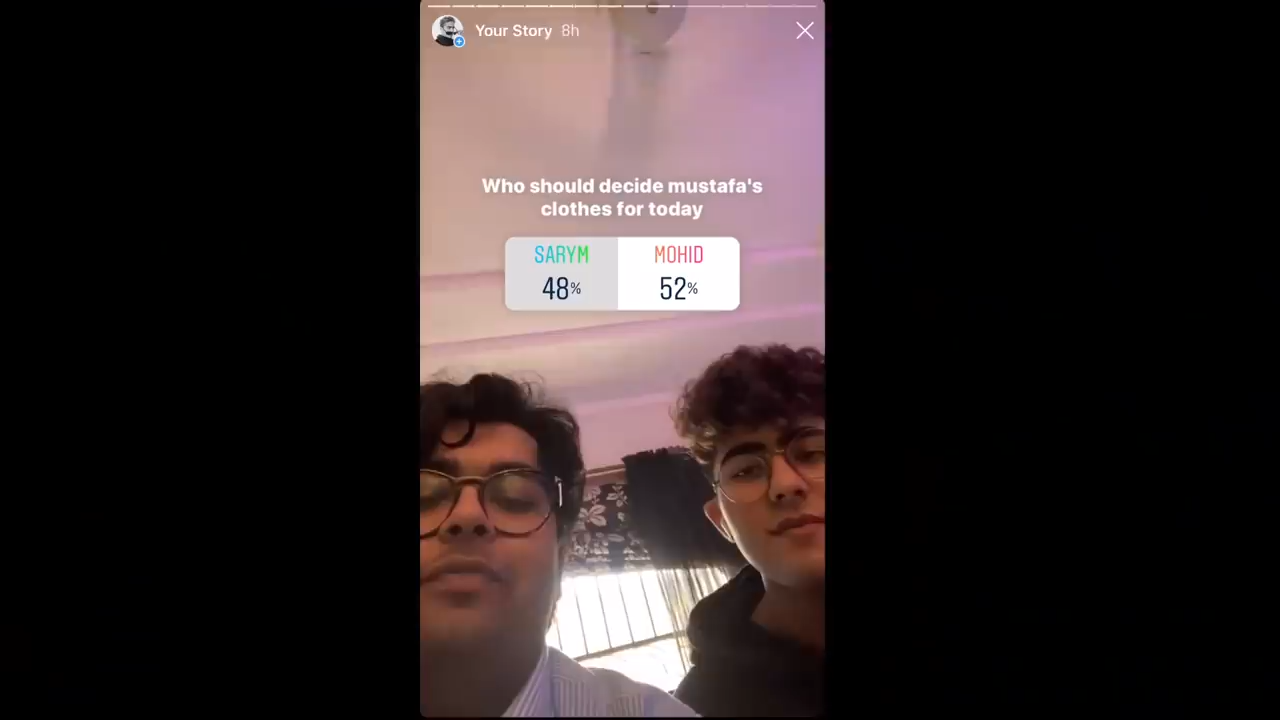 Your Story 8h
Who should decide mustafa's
clothes for today
SARYM MOHID
48% 52%